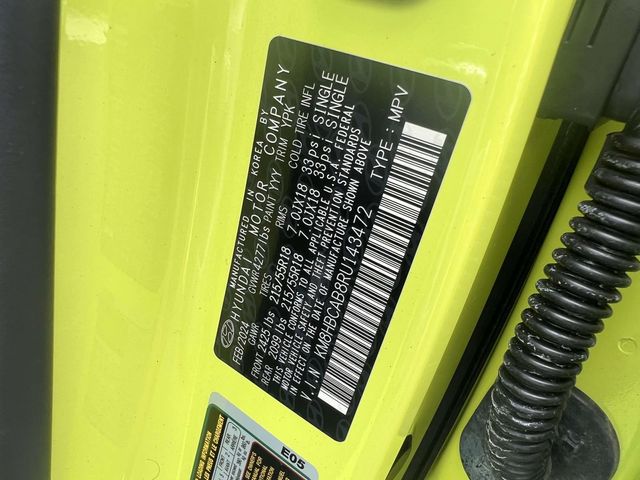 MANUFACTURED IN KOREA BY
HYUNDAI MOTOR COMPANY
FEB/2024 GVWR 4277lbs PAINT YYY TRIM YPK
GAWR TIRES RIMS COLD TIRE INFL
FRONT 2425lbs 215/55R18 7.0JX18 33psi SINGLE
REAR 2099lbs 215/55R18 7.0JX18 33psi SINGLE
THIS VEHICLE CONFORMS TO ALL APPLICABLE U.S.A. FEDERAL
MOTOR VEHICLE SAFETY AND THEFT PREVENTION STANDARDS
IN EFFECT ON THE DATE OF MANUFACTURE SHOWN ABOVE
V.I.N KM8HBCAB8RU143472 TYPE : MPV
E05
LOADING INFORMATION